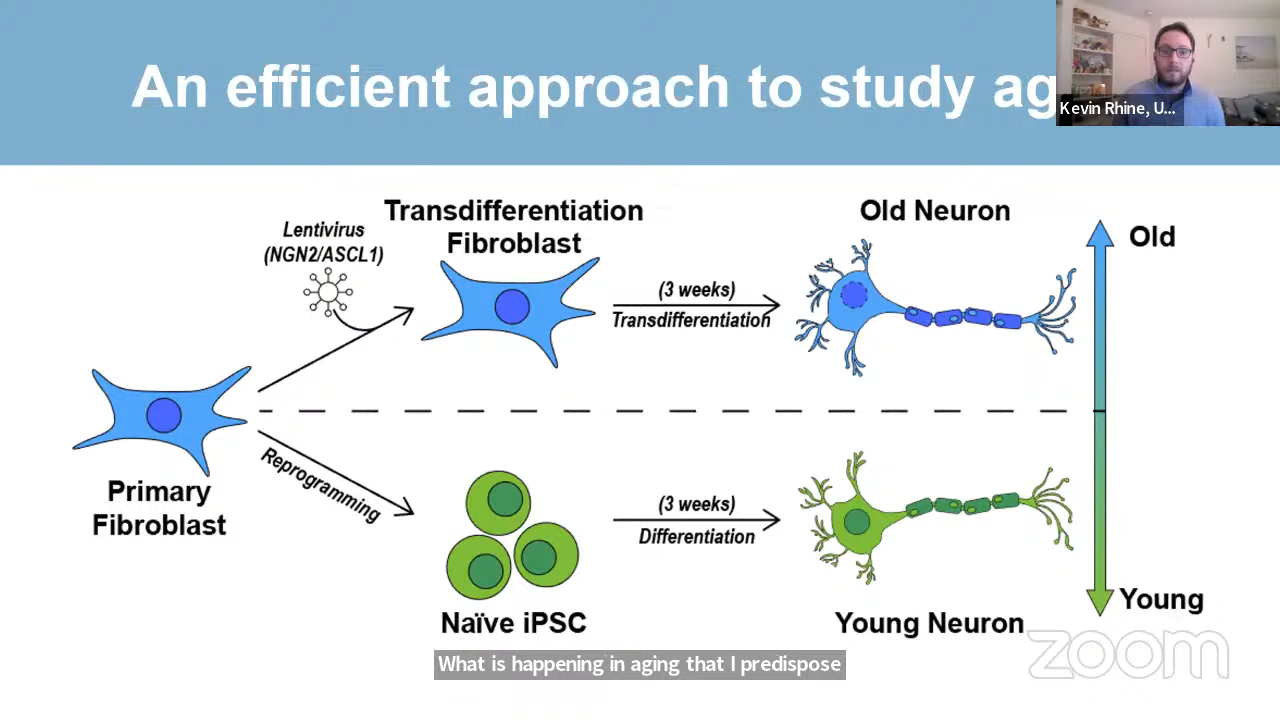 An efficient approach to study ag
Kevin Rhine, U...
Lentivirus
(NGN2/ASCL1)
Transdifferentiation
Fibroblast
Old Neuron
Old
(3 weeks)
Transdifferentiation
Primary
Fibroblast
Reprogramming
(3 weeks)
Differentiation
Naïve iPSC
Young Neuron
Young
zoom
What is happening in aging that I predispose